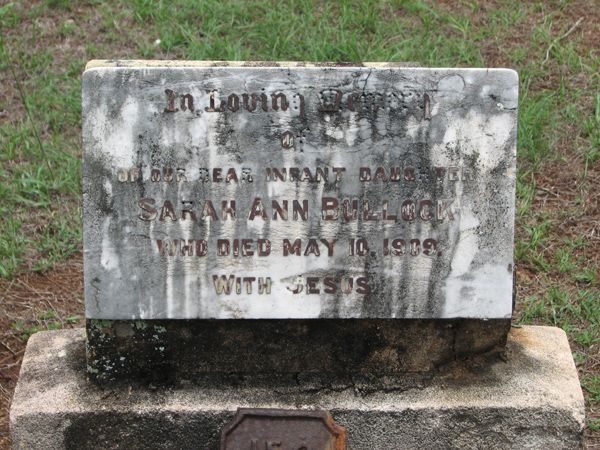 In Loving Memory
OF
OF OUR DEAR INFANT DAUGHTER
SARAH ANN BULLOCK
WHO DIED MAY 10, 1909.
WITH JESUS